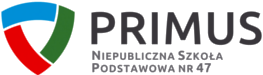 PRIMUS
NIEPUBLICZNA SZKOŁA
PODSTAWOWA NR 47